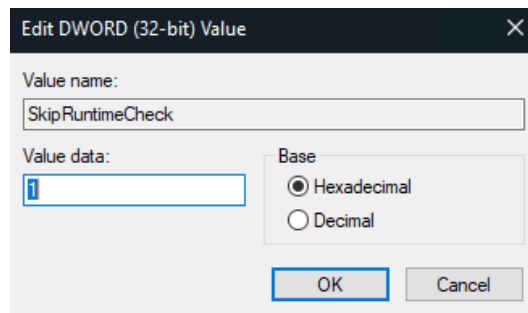 Edit DWORD (32-bit) Value
Value name:
SkipRuntimeCheck
Value data:
1
Base
Hexadecimal
Decimal
OK
Cancel